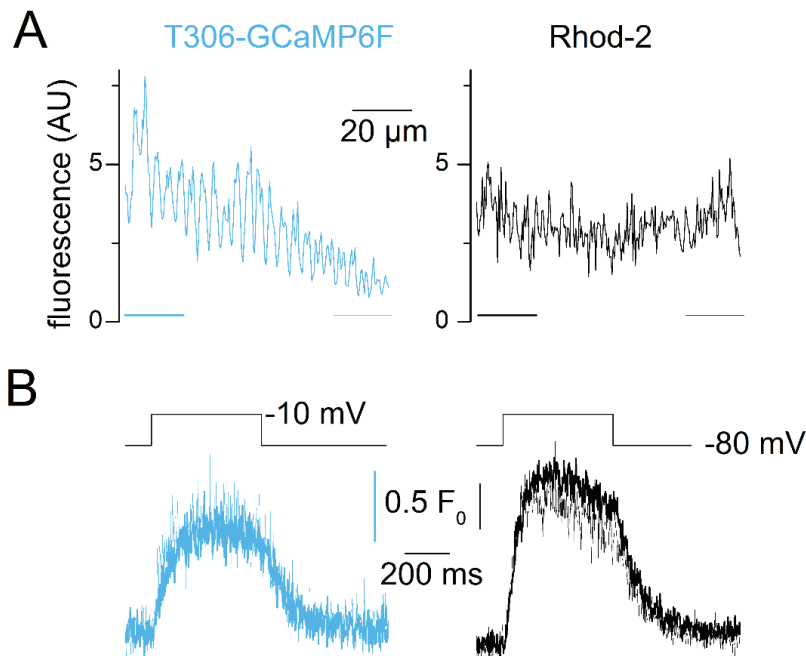 A
T306-GCaMP6F
Rhod-2
fluorescence (AU)
5
0
20 µm
5
0
B
-10 mV
-80 mV
0.5 F0
200 ms